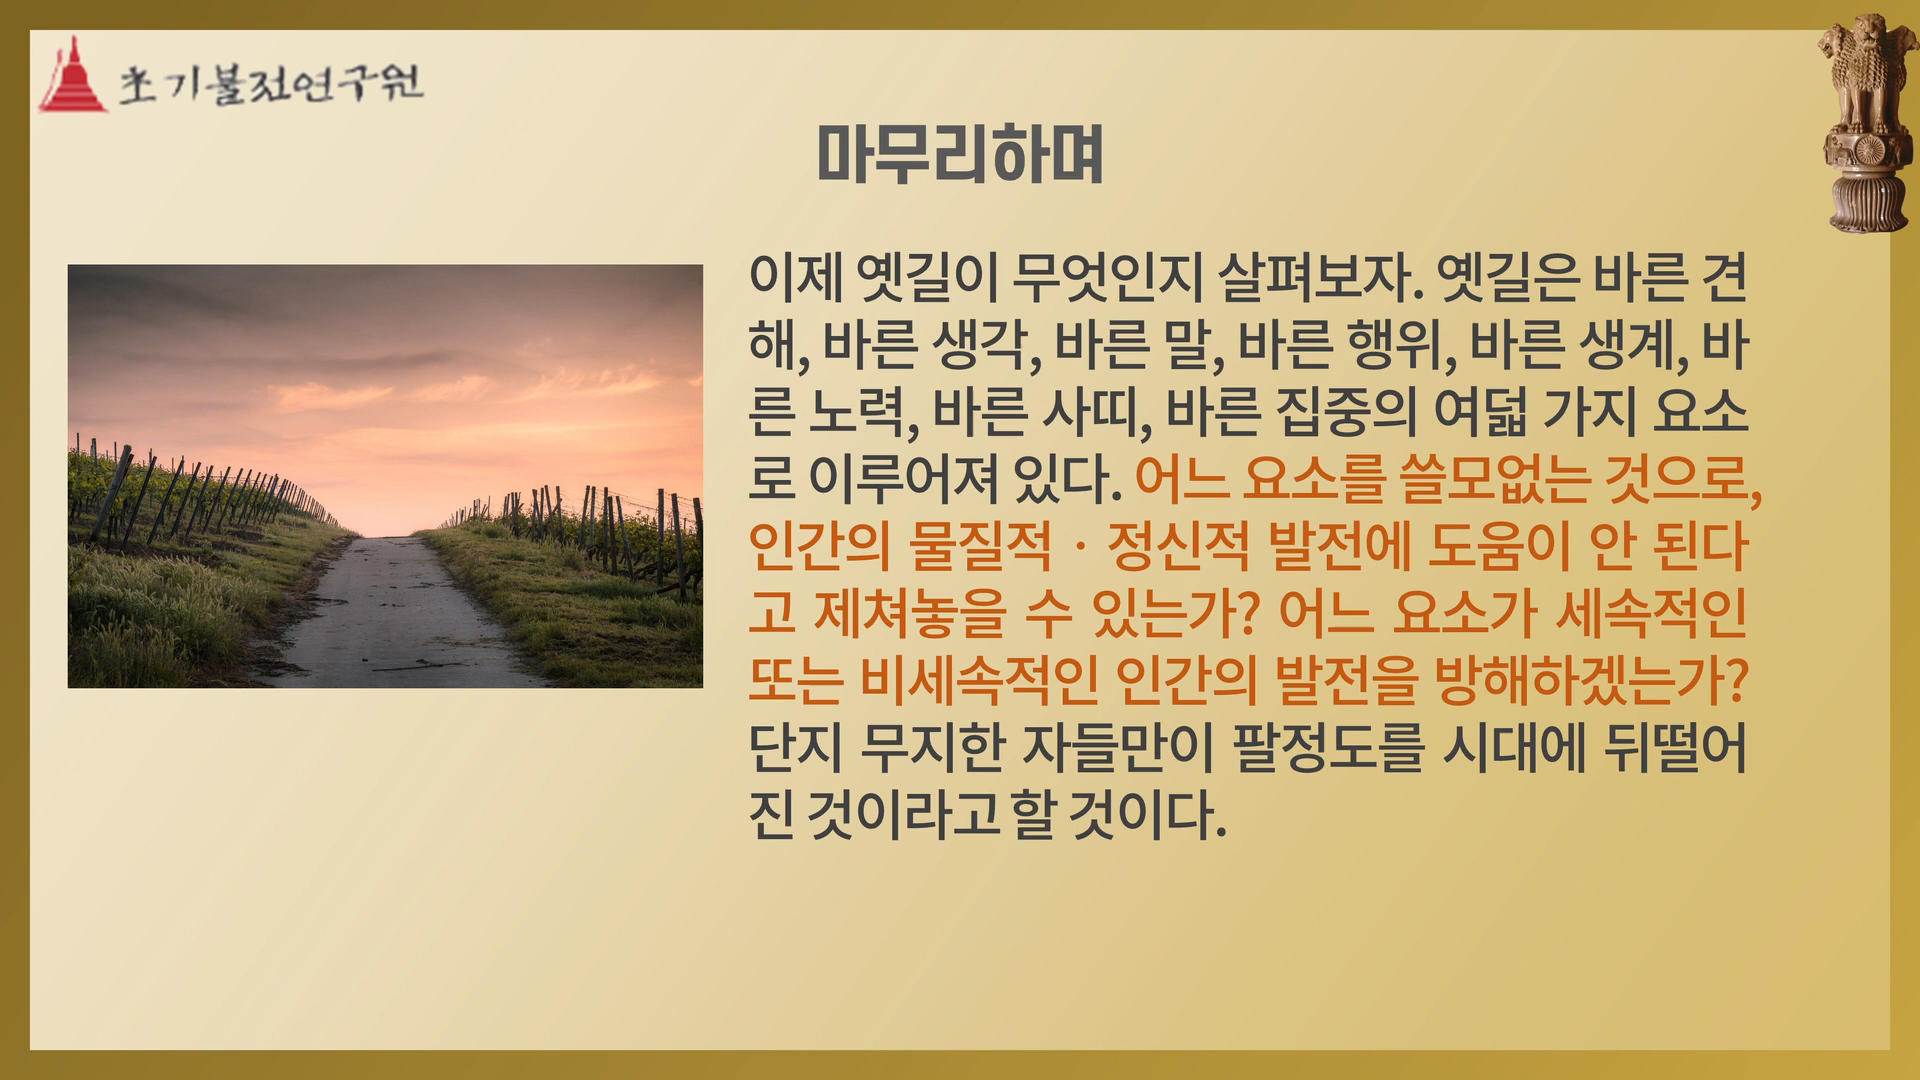 초기불전연구원
마무리하며
이제 옛길이 무엇인지 살펴보자. 옛길은 바른 견
해, 바른 생각, 바른 말, 바른 행위, 바른 생계, 바
른 노력, 바른 사띠, 바른 집중의 여덟 가지 요소
로 이루어져 있다. 어느 요소를 쓸모없는 것으로,
인간의 물질적 · 정신적 발전에 도움이 안 된다
고 제쳐놓을 수 있는가? 어느 요소가 세속적인
또는 비세속적인 인간의 발전을 방해하겠는가?
단지 무지한 자들만이 팔정도를 시대에 뒤떨어
진 것이라고 할 것이다.